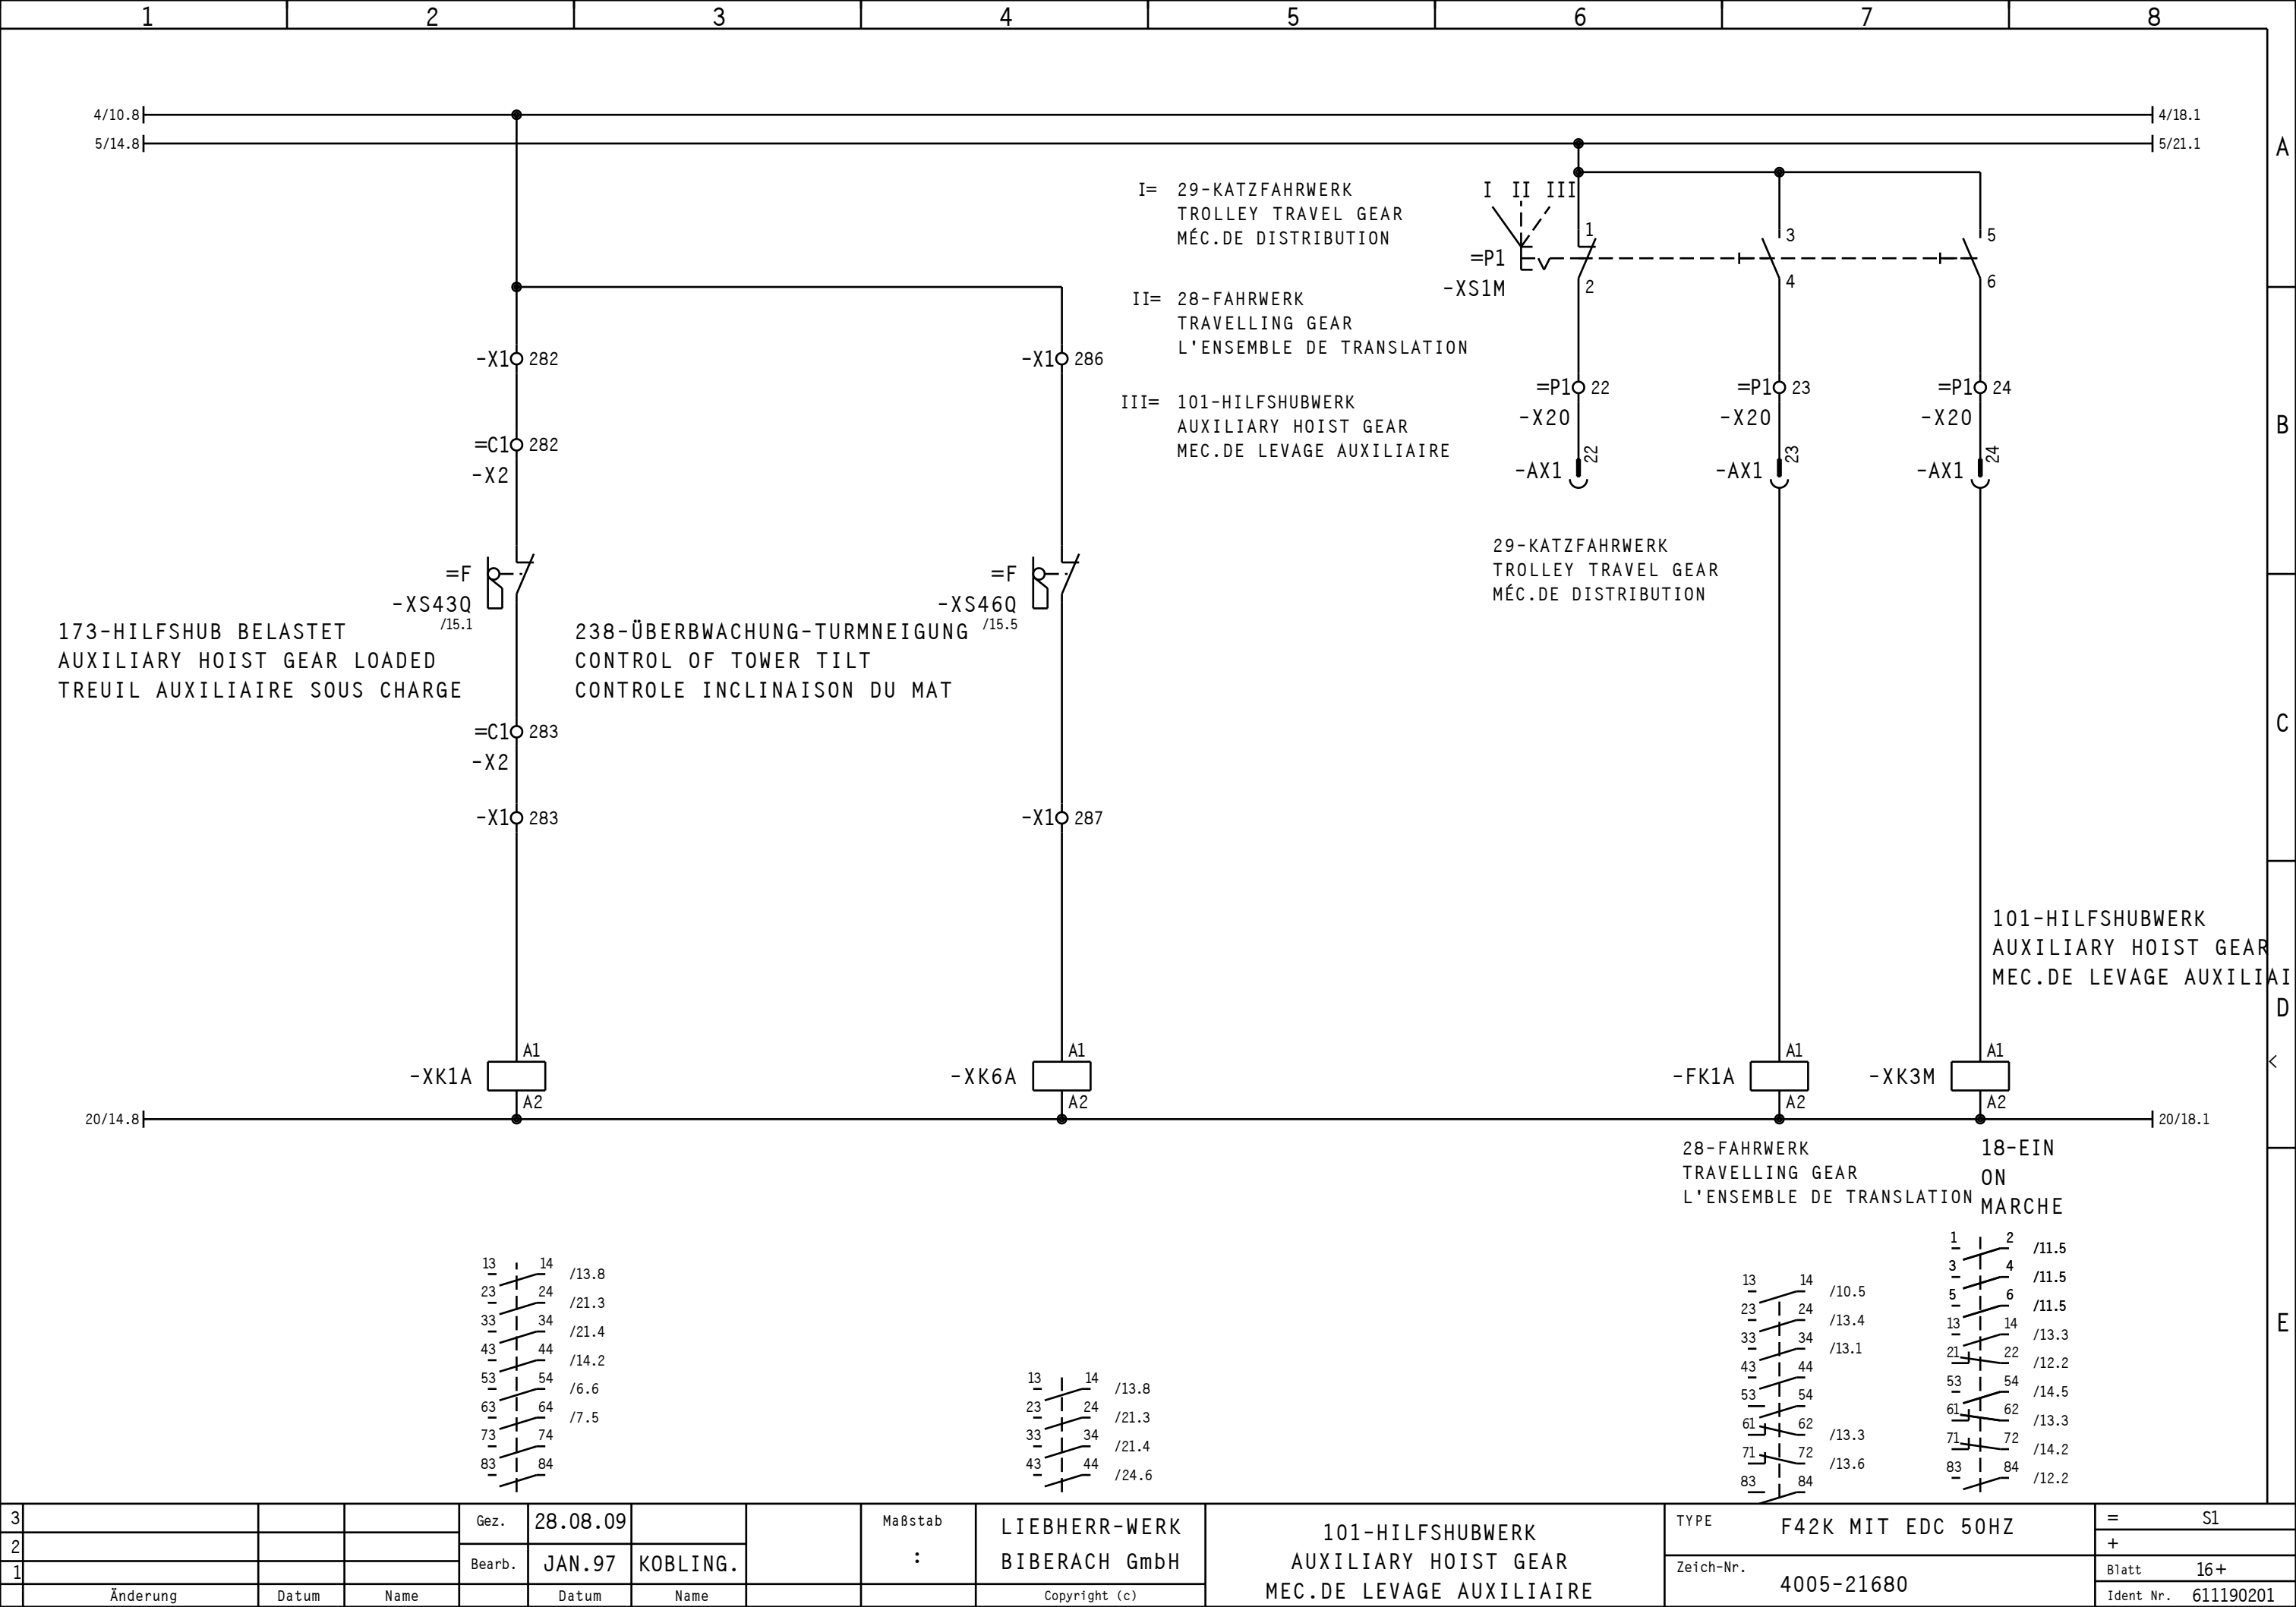 1 2 3 4 5 6 7 8
4/10.8 4/18.1
5/14.8 5/21.1
A
B
C
D
E
<
I= 29-KATZFAHRWERK
TROLLEY TRAVEL GEAR
MÉC.DE DISTRIBUTION
II= 28-FAHRWERK
TRAVELLING GEAR
L'ENSEMBLE DE TRANSLATION
III= 101-HILFSHUBWERK
AUXILIARY HOIST GEAR
MEC.DE LEVAGE AUXILIAIRE
I II III
=P1
-XS1M
1
2
3
4
5
6
-X1 282
-X1 286
=C1 282
-X2
=P1 22
-X20
-AX1 22
=P1 23
-X20
-AX1 23
=P1 24
-X20
-AX1 24
29-KATZFAHRWERK
TROLLEY TRAVEL GEAR
MÉC.DE DISTRIBUTION
=F
-XS43Q
/15.1
173-HILFSHUB BELASTET
AUXILIARY HOIST GEAR LOADED
TREUIL AUXILIAIRE SOUS CHARGE
=F
-XS46Q
/15.5
238-ÜBERBWACHUNG-TURMNEIGUNG
CONTROL OF TOWER TILT
CONTROLE INCLINAISON DU MAT
=C1 283
-X2
-X1 283
-X1 287
101-HILFSHUBWERK
AUXILIARY HOIST GEAR
MEC.DE LEVAGE AUXILIAI
-XK1A A1
A2
-XK6A A1
A2
-FK1A A1
A2
-XK3M A1
A2
20/14.8 20/18.1
28-FAHRWERK
TRAVELLING GEAR
L'ENSEMBLE DE TRANSLATION
18-EIN
ON
MARCHE
13 14 /13.8
23 24 /21.3
33 34 /21.4
43 44 /14.2
53 54 /6.6
63 64 /7.5
73 74
83 84
13 14 /13.8
23 24 /21.3
33 34 /21.4
43 44 /24.6
13 14 /10.5
23 24 /13.4
33 34 /13.1
43 44
53 54
61 62 /13.3
71 72 /13.6
83 84
1 2 /11.5
3 4 /11.5
5 6 /11.5
13 14 /13.3
21 22 /12.2
53 54 /14.5
61 62 /13.3
71 72 /14.2
83 84 /12.2
3
2
1
Änderung Datum Name
Gez. 28.08.09
Bearb. JAN.97 KOBLING.
Datum Name
Maßstab
:
LIEBHERR-WERK
BIBERACH GmbH
Copyright (c)
101-HILFSHUBWERK
AUXILIARY HOIST GEAR
MEC.DE LEVAGE AUXILIAIRE
TYPE F42K MIT EDC 50HZ
Zeich-Nr. 4005-21680
= S1
+
Blatt 16+
Ident Nr. 611190201